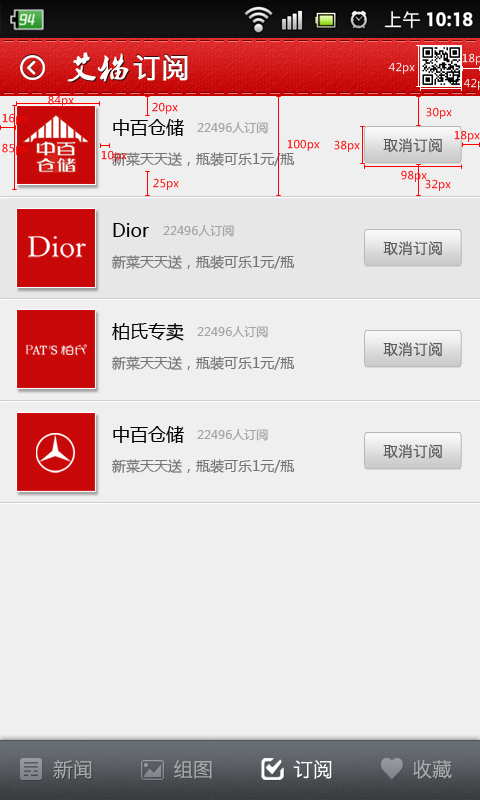 94
上午 10:18
艾猫订阅
42px
18px
42px
84px
20px
30px
16px
中百仓储 22496人订阅
85px
中百
仓储
10px
新菜天天送，瓶装可乐1元/瓶
100px
38px
取消订阅
18px
98px
25px
32px
Dior
Dior 22496人订阅
新菜天天送，瓶装可乐1元/瓶
取消订阅
PAT'S 柏氏
柏氏专卖 22496人订阅
新菜天天送，瓶装可乐1元/瓶
取消订阅
中百仓储 22496人订阅
新菜天天送，瓶装可乐1元/瓶
取消订阅
新闻
组图
订阅
收藏